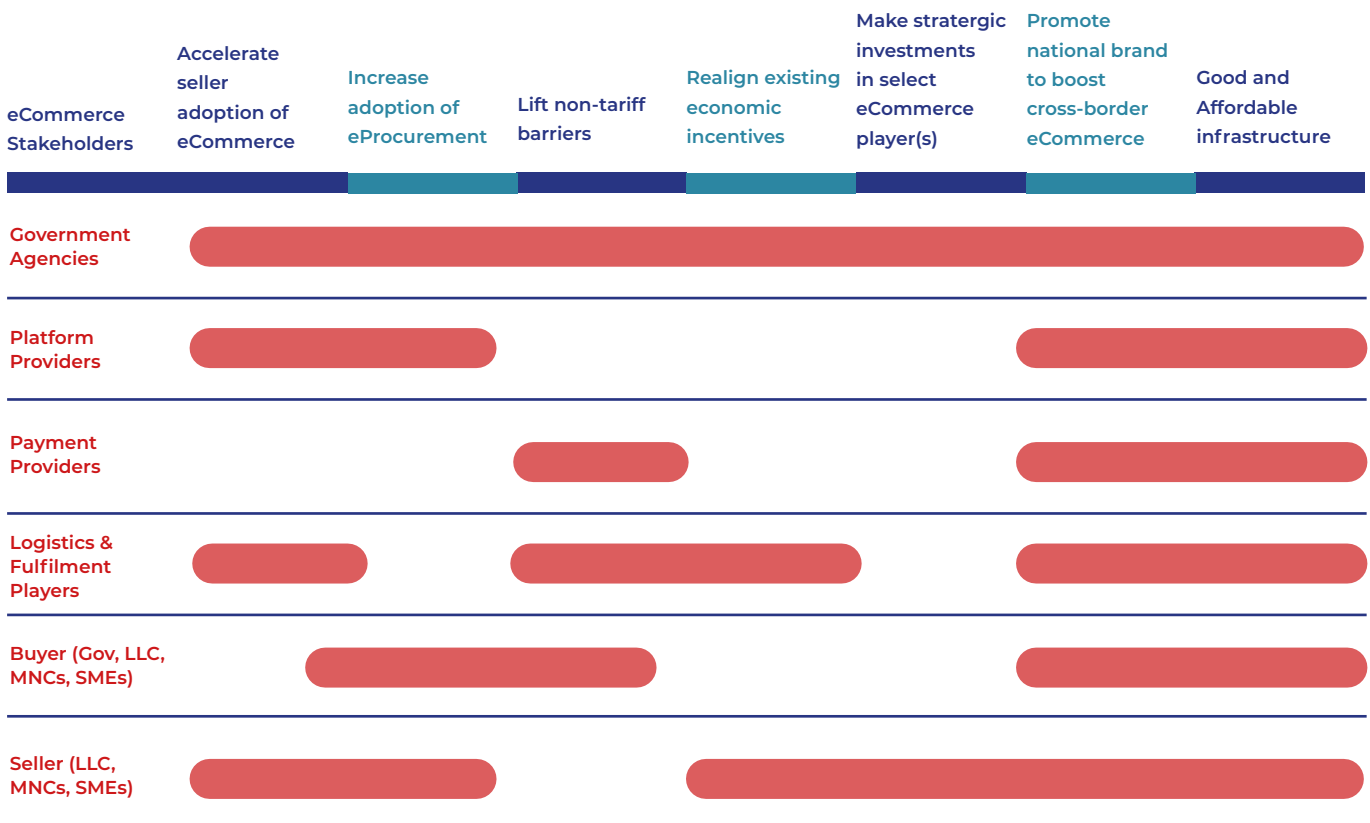 eCommerce
Stakeholders
Accelerate
seller
adoption of
eCommerce
Increase
adoption of
eProcurement
Lift non-tariff
barriers
Realign existing
economic
incentives
Make stratergic
investments
in select
eCommerce
player(s)
Promote
national brand
to boost
cross-border
eCommerce
Good and
Affordable
infrastructure
Government
Agencies
Platform
Providers
Payment
Providers
Logistics &
Fulfilment
Players
Buyer (Gov, LLC,
MNCs, SMEs)
Seller (LLC,
MNCs, SMEs)